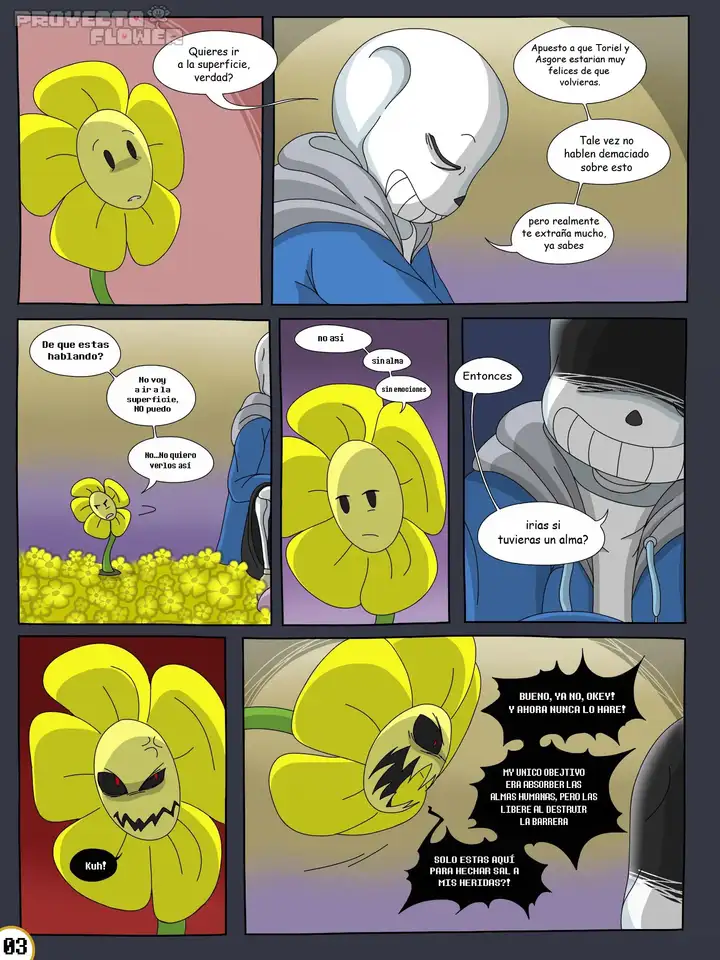 PROYECTO
FLOWER
Quieres ir
a la superficie,
verdad?
Apuesto a que Toriel y
Asgore estarian muy
felices de que
volvieras.
Tale vez no
hablen demaciado
sobre esto
pero realmente
te extraña mucho,
ya sabes
De que estas
hablando?
No voy
a ir a la
superficie,
NO puedo
No...No quiero
verlos asi
no asi
sin alma
sin emociones
Entonces
irias si
tuvieras un alma?
Kuh!
BUENO, YA NO, OKEY!
Y AHORA NUNCA LO HARE!
MY UNICO OBEJTIVO
ERA ABSORBER LAS
ALMAS HUMANAS, PERO LAS
LIBERE AL DESTRUIR
LA BARRERA
SOLO ESTAS AQUÍ
PARA HECHAR SAL A
MIS HERIDAS?!
03